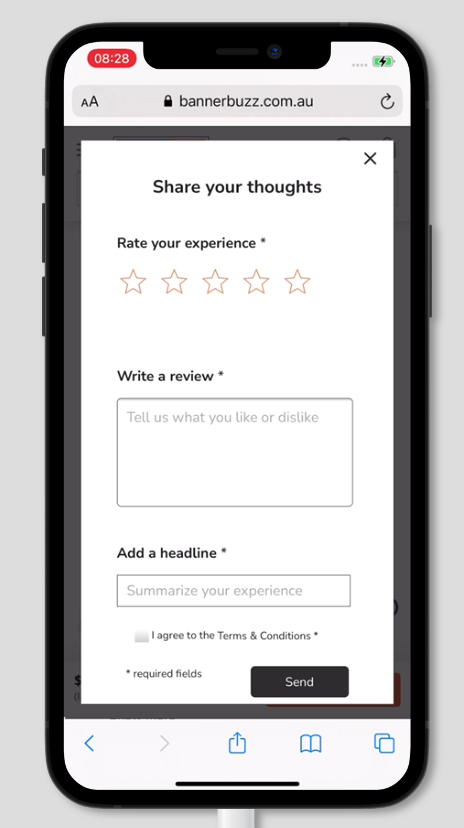 08:28
AA bannerbuzz.com.au
Share your thoughts
Rate your experience *
Write a review *
Tell us what you like or dislike
Add a headline *
Summarize your experience
I agree to the Terms & Conditions *
* required fields
Send